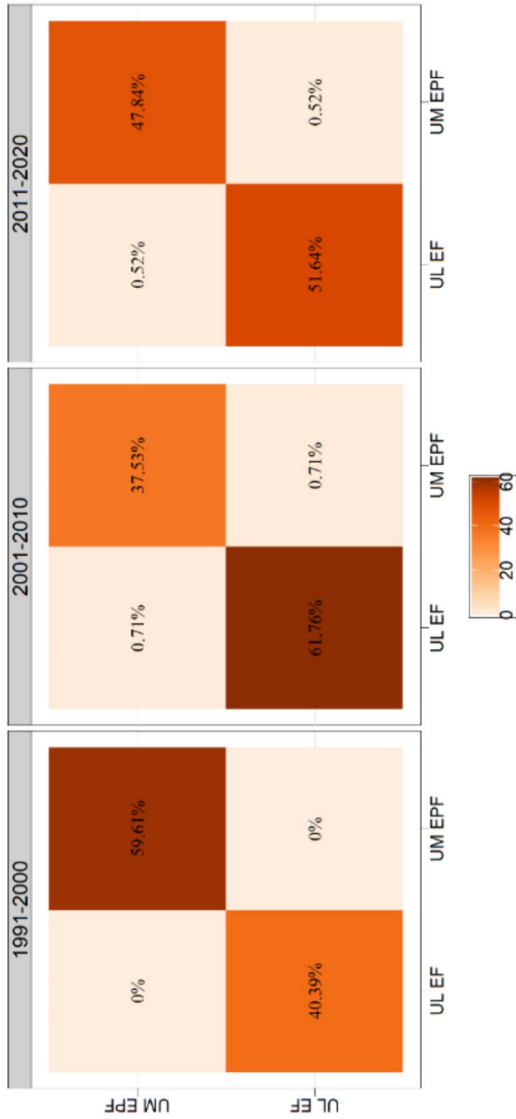 1991-2000
2001-2010
2011-2020
UM EPF
0%
59.61%
0.71%
37.53%
0.52%
47.84%
UL EF
40.39%
0%
61.76%
0.71%
51.64%
0.52%
UL EF
UM EPF
UL EF
UM EPF
UL EF
UM EPF
0
20
40
60